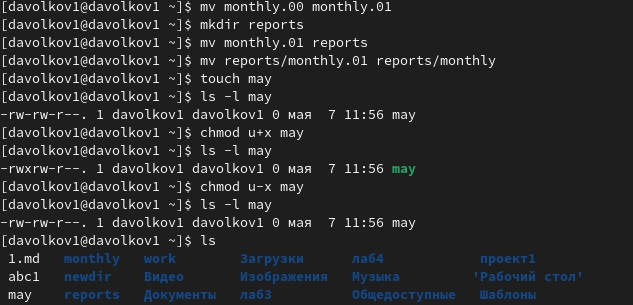 [davolkov1@davolkov1 ~]$ mv monthly.00 monthly.01
[davolkov1@davolkov1 ~]$ mkdir reports
[davolkov1@davolkov1 ~]$ mv monthly.01 reports
[davolkov1@davolkov1 ~]$ mv reports/monthly.01 reports/monthly
[davolkov1@davolkov1 ~]$ touch may
[davolkov1@davolkov1 ~]$ ls -l may
-rw-rw-r--. 1 davolkov1 davolkov1 0 мая  7 11:56 may
[davolkov1@davolkov1 ~]$ chmod u+x may
[davolkov1@davolkov1 ~]$ ls -l may
-rwxrw-r--. 1 davolkov1 davolkov1 0 мая  7 11:56 may
[davolkov1@davolkov1 ~]$ chmod u-x may
[davolkov1@davolkov1 ~]$ ls -l may
-rw-rw-r--. 1 davolkov1 davolkov1 0 мая  7 11:56 may
[davolkov1@davolkov1 ~]$ ls
1.md   monthly   work        Загрузки      лаб4            проект1
abc1   newdir    Видео       Изображения   Музыка         'Рабочий стол'
may    reports   Документы   лаб3          Общедоступные   Шаблоны